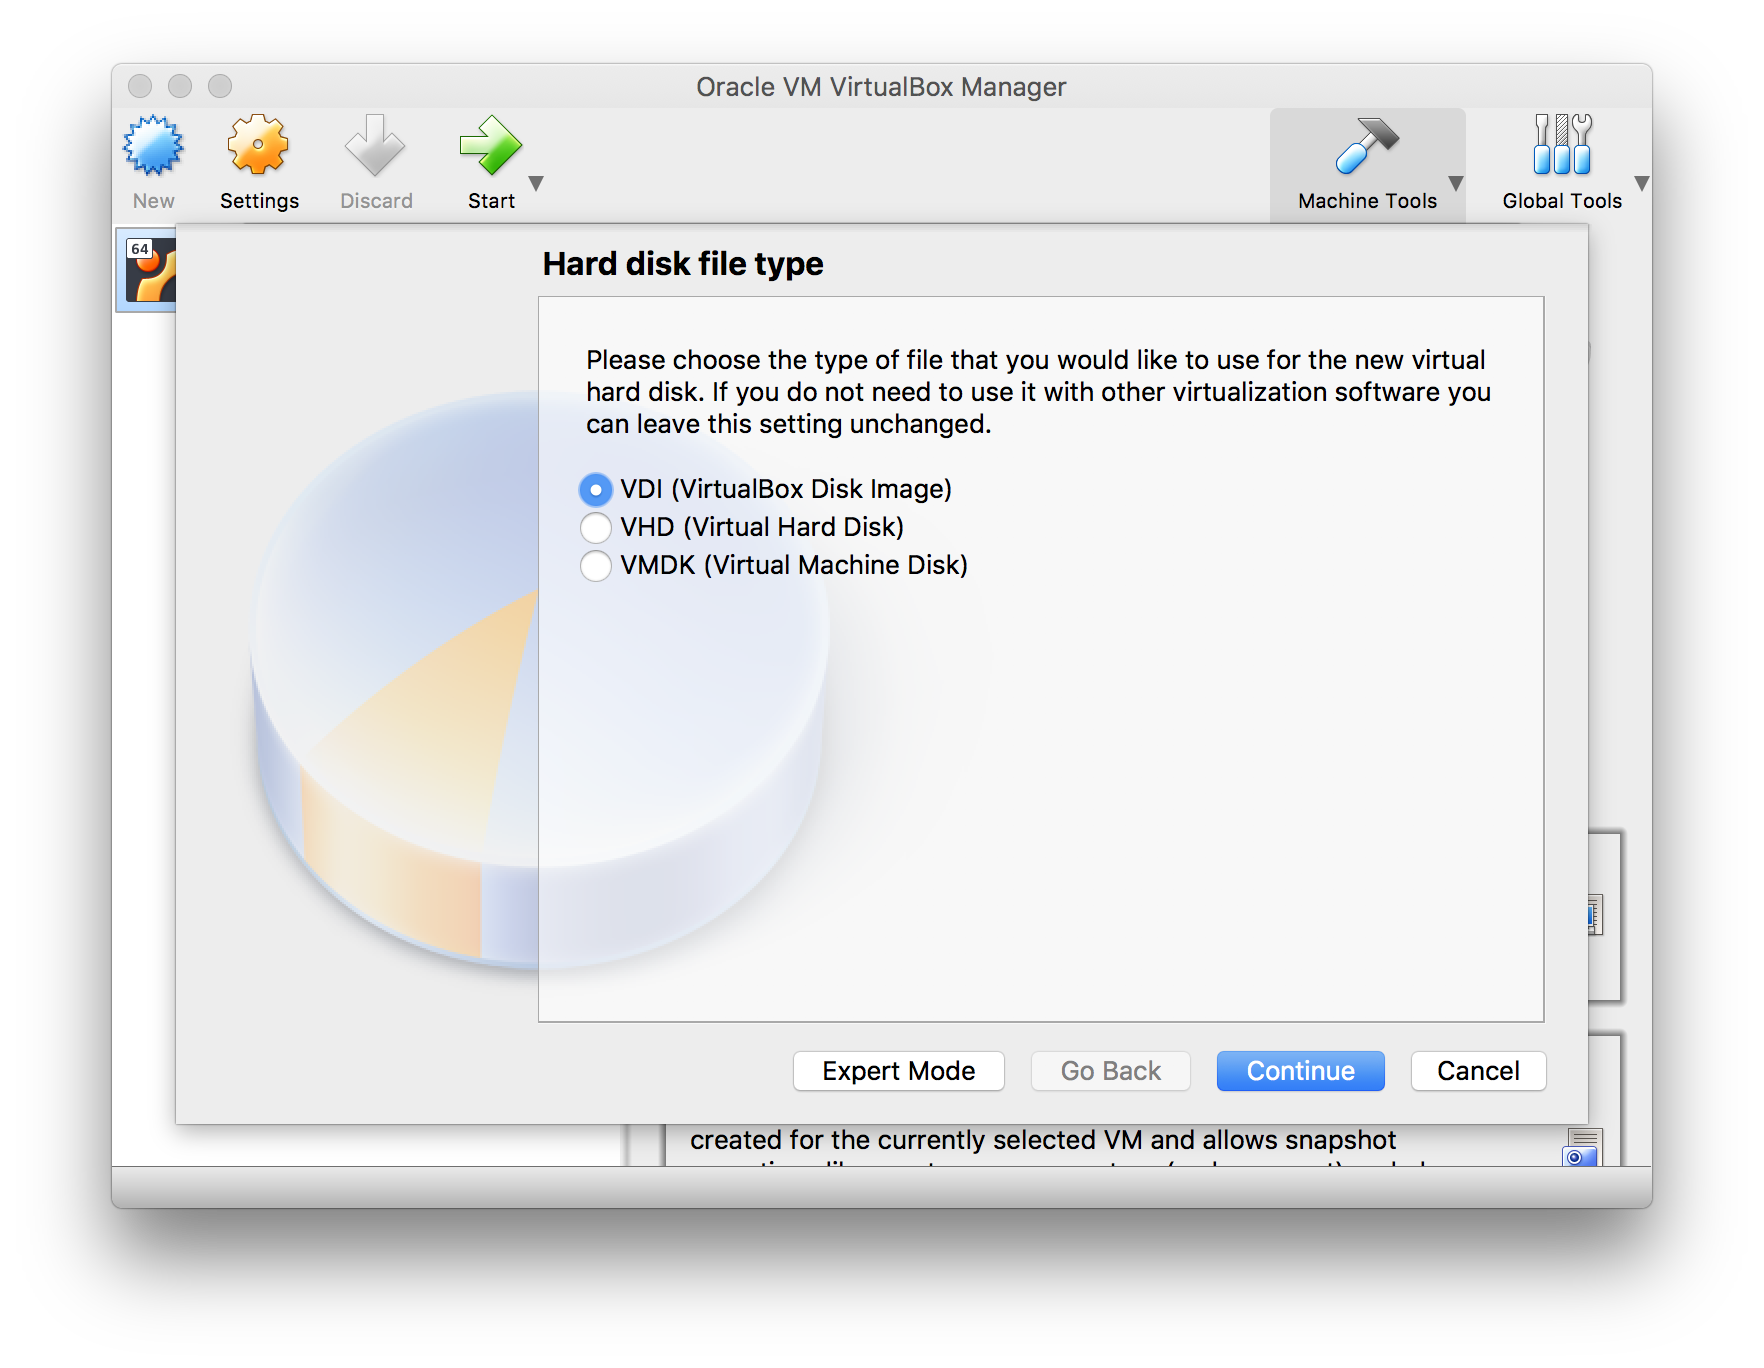 Oracle VM VirtualBox Manager
New
Settings
Discard
Start
Machine Tools
Global Tools
64
Hard disk file type
Please choose the type of file that you would like to use for the new virtual
hard disk. If you do not need to use it with other virtualization software you
can leave this setting unchanged.
VDI (VirtualBox Disk Image)
VHD (Virtual Hard Disk)
VMDK (Virtual Machine Disk)
Expert Mode
Go Back
Continue
Cancel
created for the currently selected VM and allows snapshot